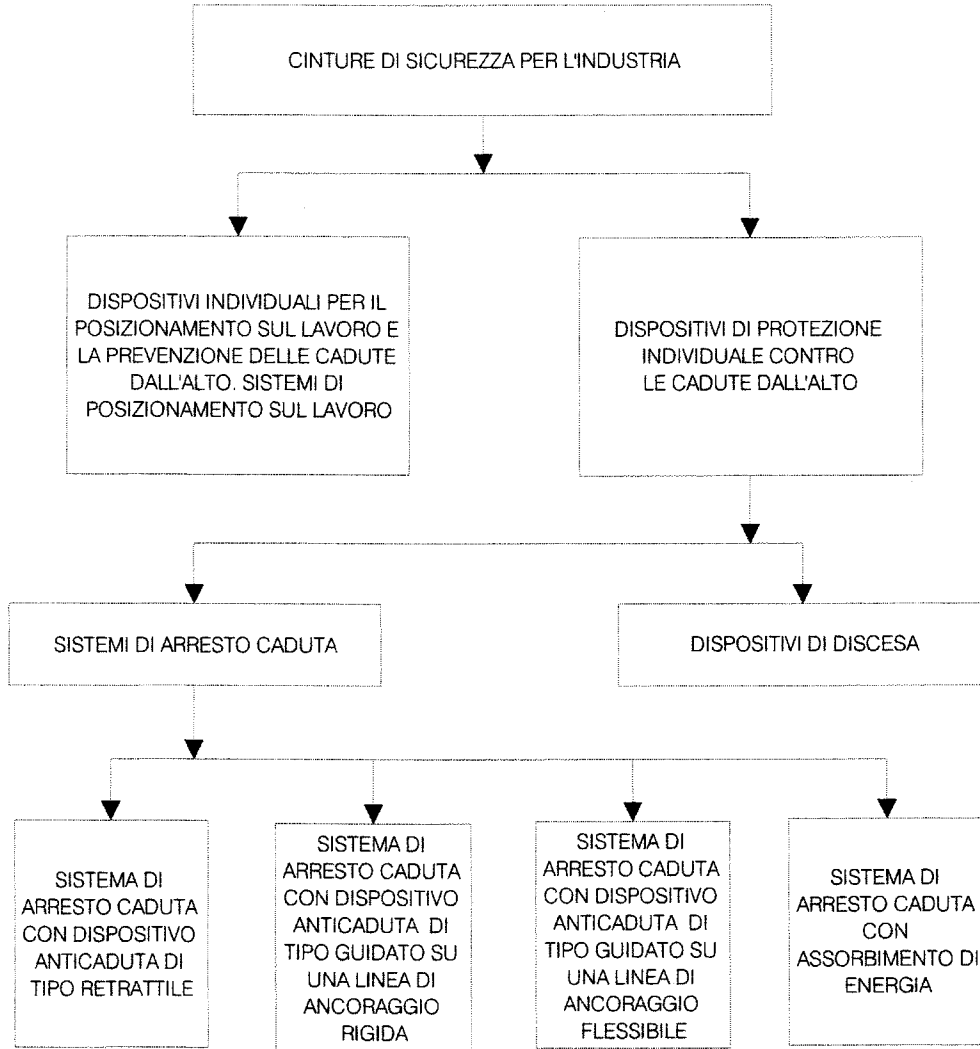 CINTURE DI SICUREZZA PER L'INDUSTRIA
DISPOSITIVI INDIVIDUALI PER IL
POSIZIONAMENTO SUL LAVORO E
LA PREVENZIONE DELLE CADUTE
DALL'ALTO. SISTEMI DI
POSIZIONAMENTO SUL LAVORO
DISPOSITIVI DI PROTEZIONE
INDIVIDUALE CONTRO
LE CADUTE DALL'ALTO
SISTEMI DI ARRESTO CADUTA
DISPOSITIVI DI DISCESA
SISTEMA DI
ARRESTO CADUTA
CON DISPOSITIVO
ANTICADUTA DI
TIPO RETRATTILE
SISTEMA DI
ARRESTO CADUTA
CON DISPOSITIVO
ANTICADUTA DI
TIPO GUIDATO SU
UNA LINEA DI
ANCORAGGIO
RIGIDA
SISTEMA DI
ARRESTO CADUTA
CON DISPOSITIVO
ANTICADUTA DI
TIPO GUIDATO SU
UNA LINEA DI
ANCORAGGIO
FLESSIBILE
SISTEMA DI
ARRESTO CADUTA
CON
ASSORBIMENTO DI
ENERGIA